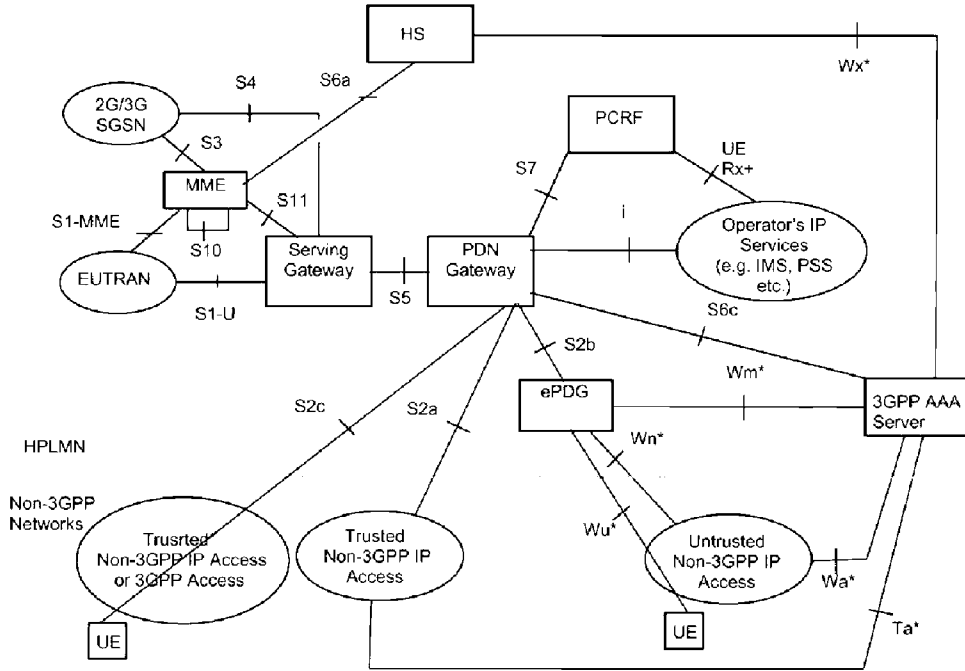 HS
S6a
Wx*
S4
2G/3G
SGSN
PCRF
S3
UE
Rx+
S7
MME
S11
S1-MME
S10
i
Operator's IP
Services
(e.g. IMS, PSS
etc.)
Serving
Gateway
PDN
Gateway
EUTRAN
S5
S1-U
S6c
S2b
Wm*
ePDG
3GPP AAA
Server
S2c
S2a
HPLMN
Wn*
Non-3GPP
Networks
Wu*
Trusrted
Non-3GPP IP Access
or 3GPP Access
Trusted
Non-3GPP IP
Access
Untrusted
Non-3GPP IP
Access
Wa*
Ta*
UE
UE